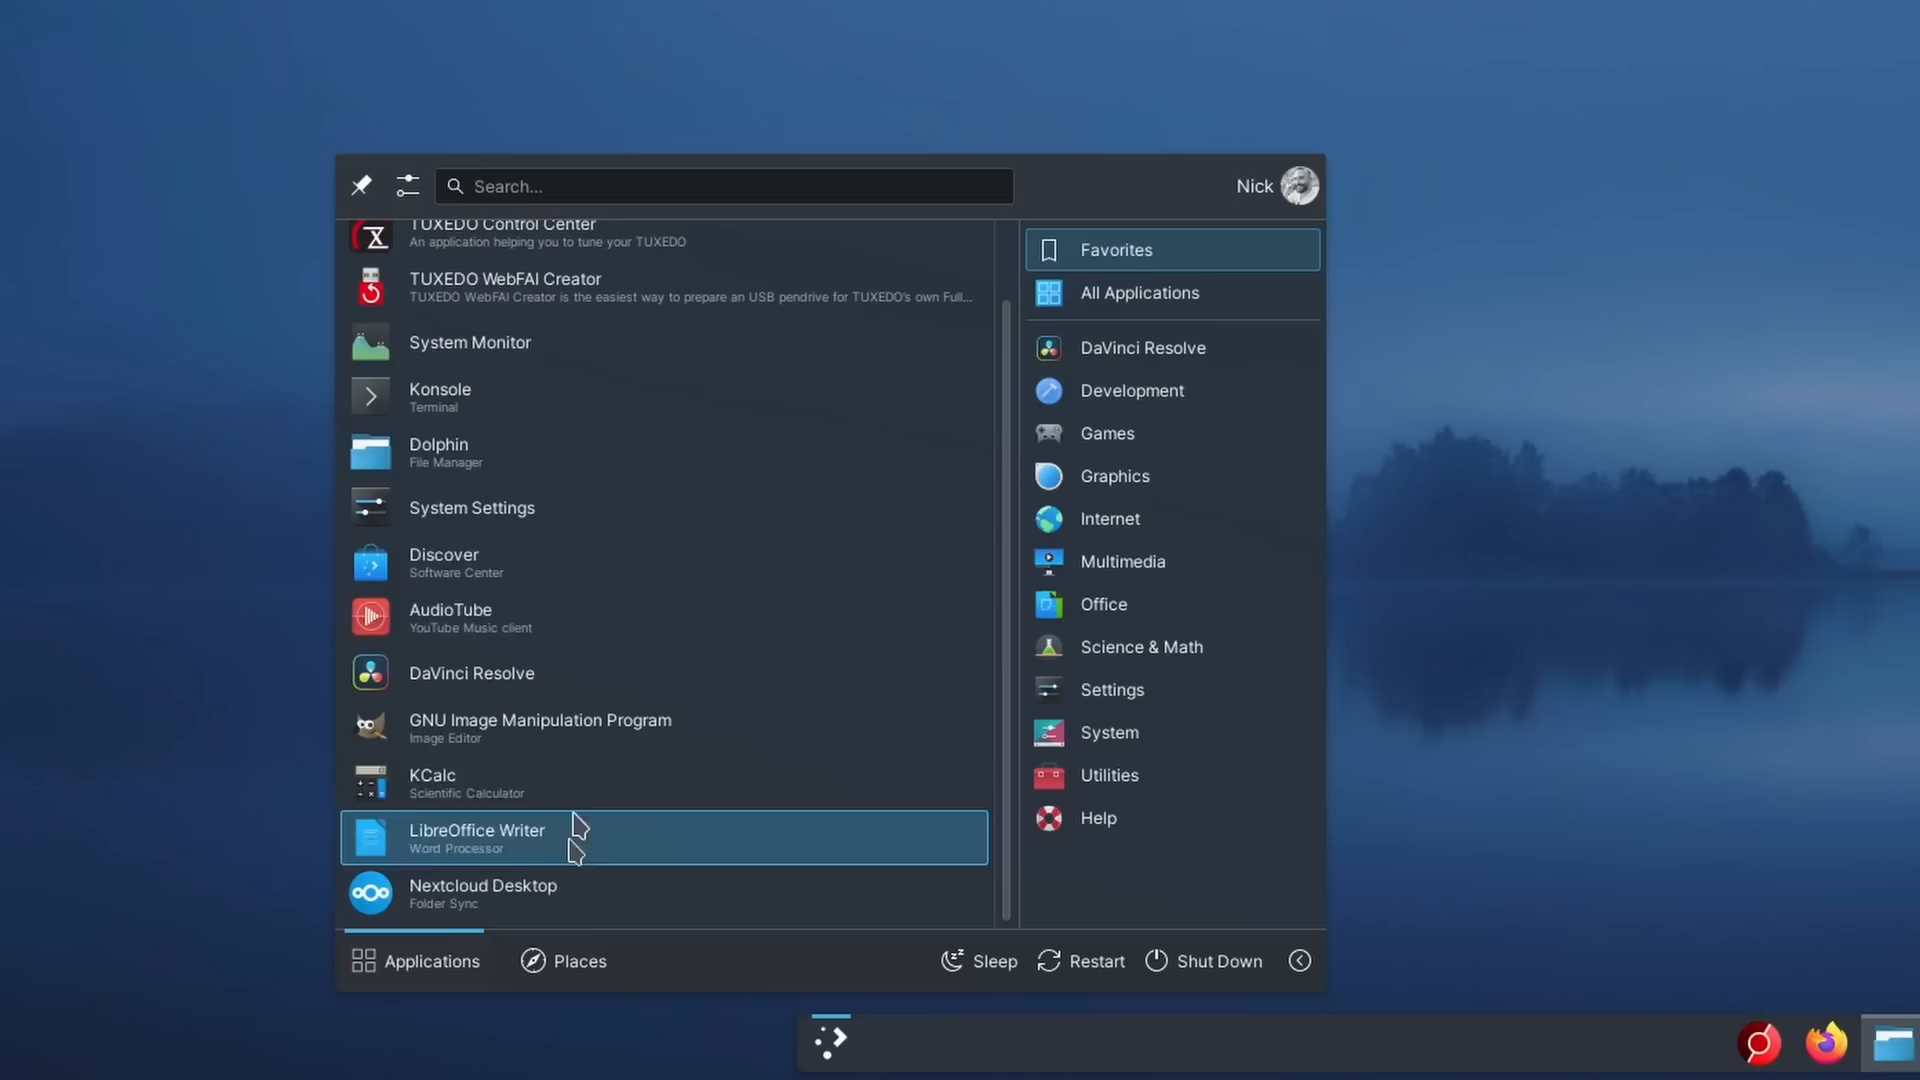 Search...
Nick
TUXEDO Control Center
An application helping you to tune your TUXEDO
TUXEDO WebFAI Creator
TUXEDO WebFAI Creator is the easiest way to prepare an USB pendrive for TUXEDO's own Full...
System Monitor
Konsole
Terminal
Dolphin
File Manager
System Settings
Discover
Software Center
AudioTube
YouTube Music client
DaVinci Resolve
GNU Image Manipulation Program
Image Editor
KCalc
Scientific Calculator
LibreOffice Writer
Word Processor
Nextcloud Desktop
Folder Sync
Favorites
All Applications
DaVinci Resolve
Development
Games
Graphics
Internet
Multimedia
Office
Science & Math
Settings
System
Utilities
Help
Applications
Places
Sleep
Restart
Shut Down